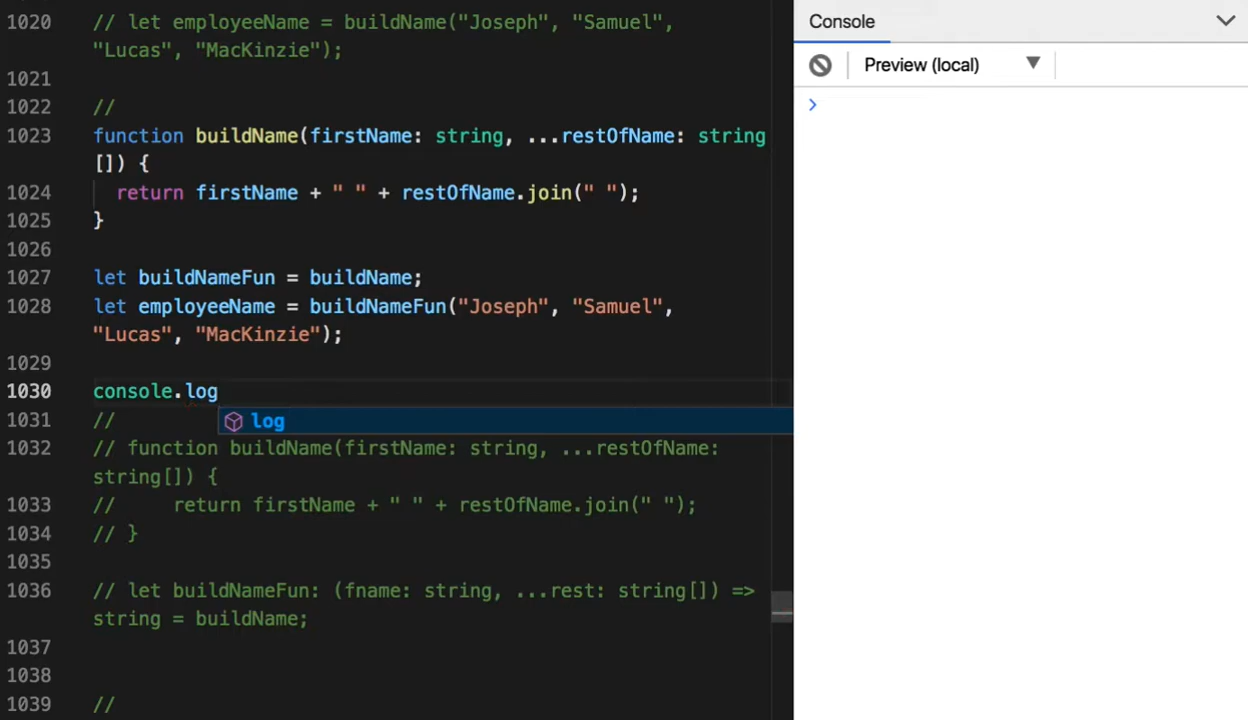 1020 // let employeeName = buildName("Joseph", "Samuel",
"Lucas", "MacKinzie");
1021
1022 //
1023 function buildName(firstName: string, ...restOfName: string
[]) {
1024 return firstName + " " + restOfName.join(" ");
1025 }
1026
1027 let buildNameFun = buildName;
1028 let employeeName = buildNameFun("Joseph", "Samuel",
"Lucas", "MacKinzie");
1029
1030 console.log
log
1031 //
1032 // function buildName(firstName: string, ...restOfName:
string[]) {
1033 // return firstName + " " + restOfName.join(" ");
1034 // }
1035
1036 // let buildNameFun: (fname: string, ...rest: string[]) =>
string = buildName;
1037
1038
1039 //
Console
Preview (local)
>